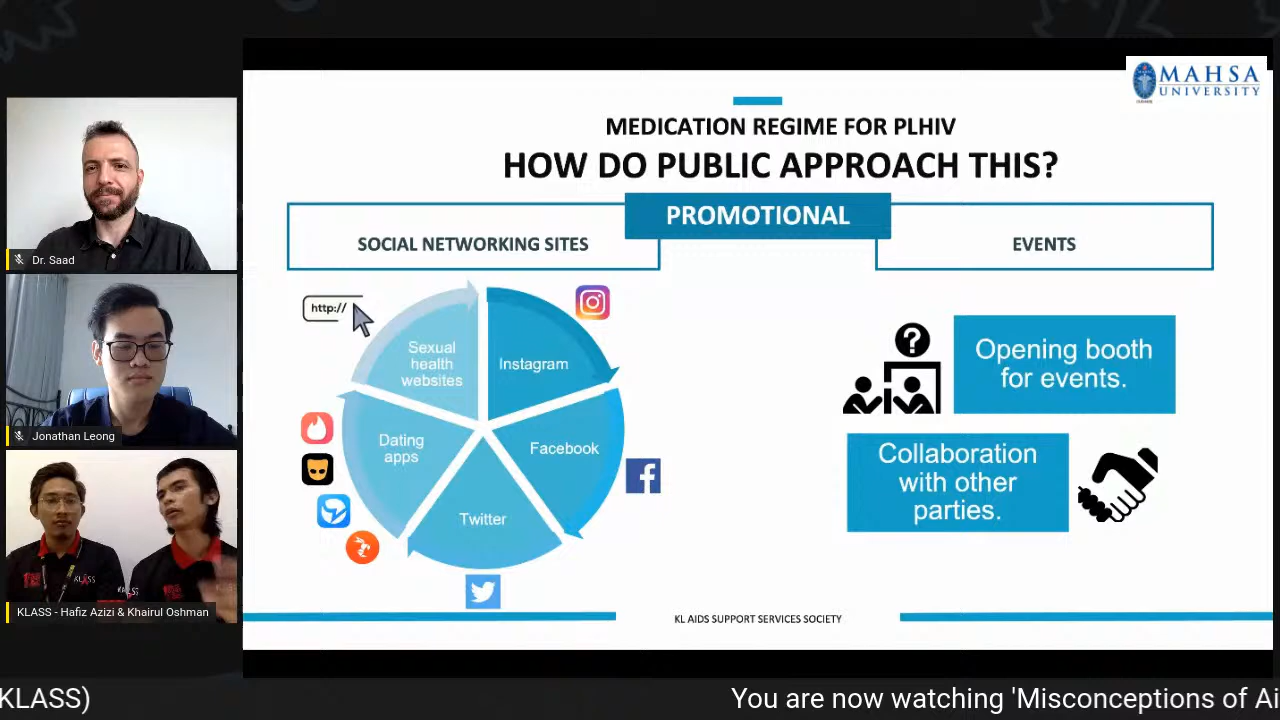 MAHSA
UNIVERSITY
MEDICATION REGIME FOR PLHIV
HOW DO PUBLIC APPROACH THIS?
PROMOTIONAL
SOCIAL NETWORKING SITES
EVENTS
http://
Sexual
health
websites
Instagram
Dating
apps
Facebook
Twitter
Opening booth
for events.
Collaboration
with other
parties.
KL AIDS SUPPORT SERVICES SOCIETY
Dr. Saad
Jonathan Leong
KLASS
KLASS - Hafiz Azizi & Khairul Oshman
KLASS)
You are now watching 'Misconceptions of Ai